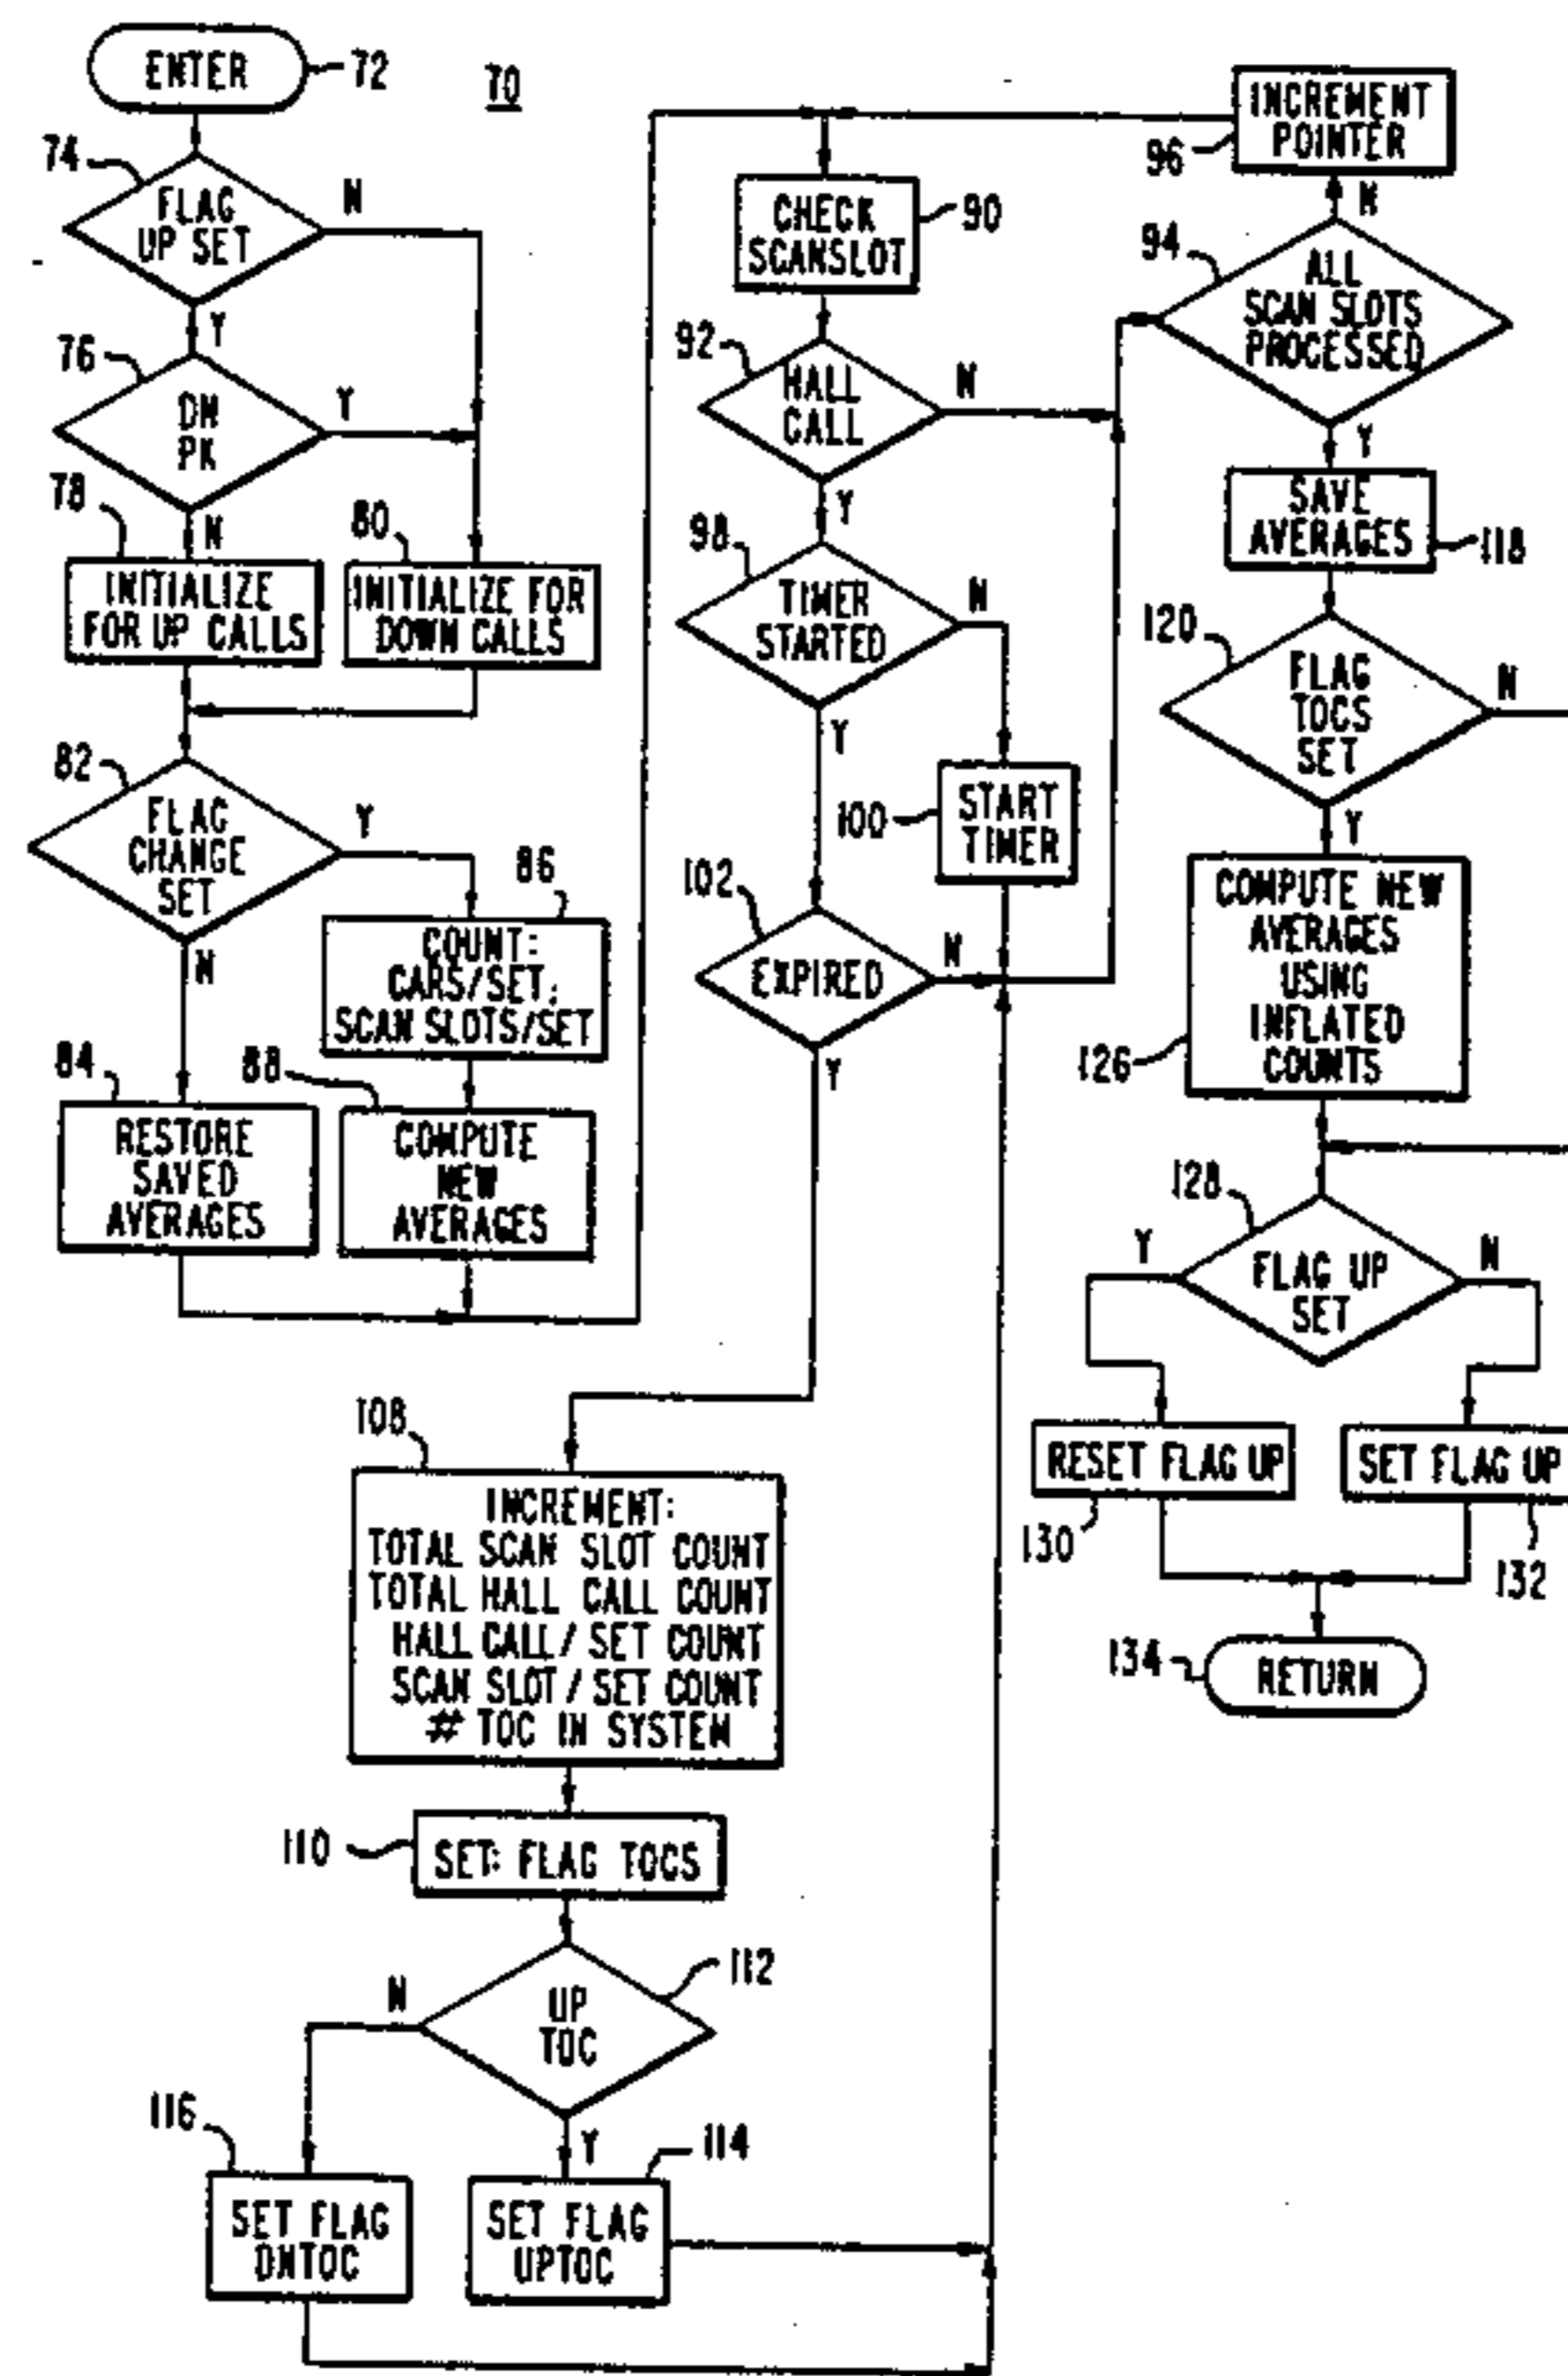 ENTER
72
70
74
FLAG
UP SET
N
Y
76
DN
PK
Y
N
78
INITIALIZE
FOR UP CALLS
80
INITIALIZE FOR
DOWN CALLS
82
FLAG
CHANGE
SET
Y
N
86
COUNT:
CARS/SET,
SCAN SLOTS/SET
84
RESTORE
SAVED
AVERAGES
88
COMPUTE
NEW
AVERAGES
CHECK
SCANSLOT
90
92
HALL
CALL
N
Y
98
TIMER
STARTED
N
Y
100
START
TIMER
102
EXPIRED
N
Y
108
INCREMENT:
TOTAL SCAN SLOT COUNT
TOTAL HALL CALL COUNT
HALL CALL / SET COUNT
SCAN SLOT / SET COUNT
# TOC IN SYSTEM
110
SET: FLAG TOCS
112
UP
TOC
N
Y
116
SET FLAG
DNTOC
114
SET FLAG
UPTOC
INCREMENT
POINTER
96
N
94
ALL
SCAN SLOTS
PROCESSED
Y
SAVE
AVERAGES
118
120
FLAG
TOCS
SET
N
Y
COMPUTE NEW
AVERAGES
USING
INFLATED
COUNTS
126
128
FLAG UP
SET
Y
N
RESET FLAG UP
130
SET FLAG UP
132
134
RETURN